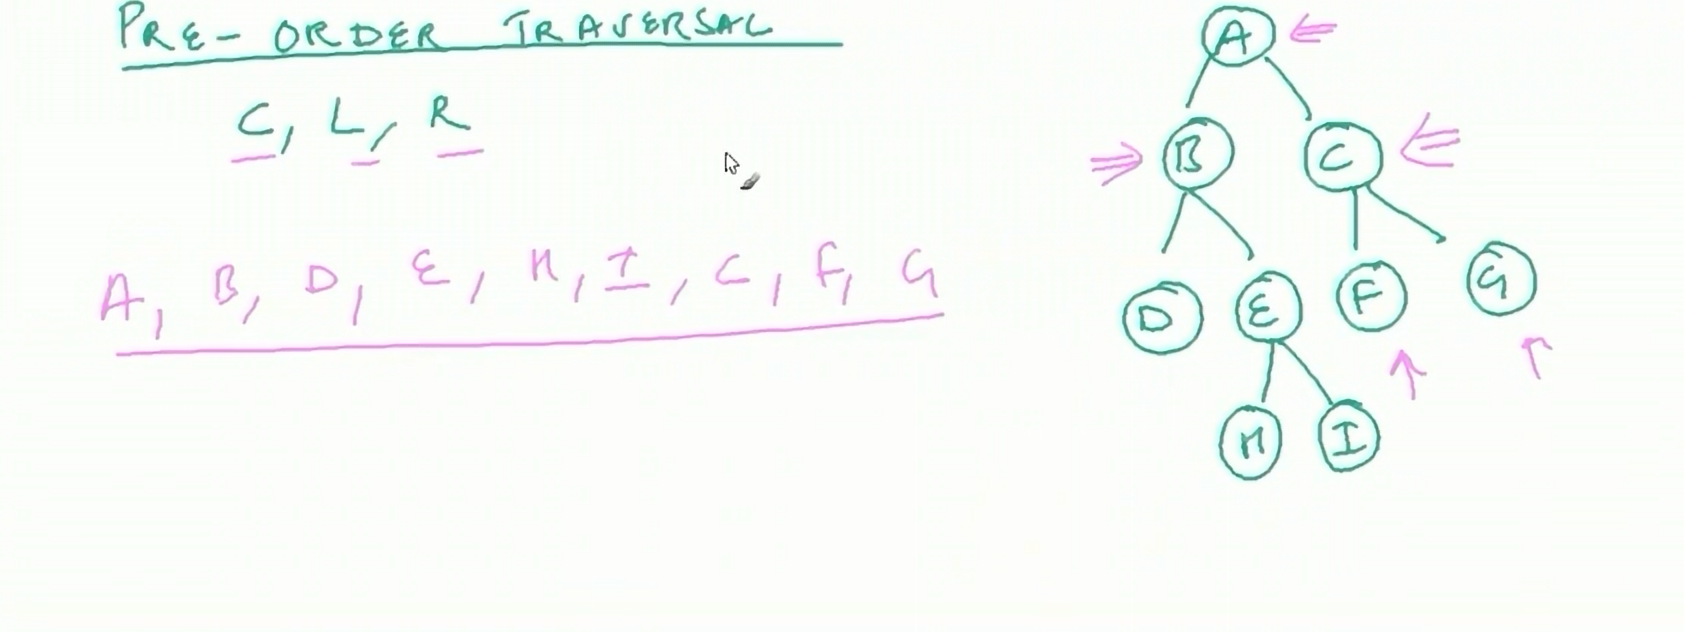 PRE- ORDER TRAVERSAL
C, L, R
A, B, D, E, H, I, C, F, G
A
B C
D E F G
H I